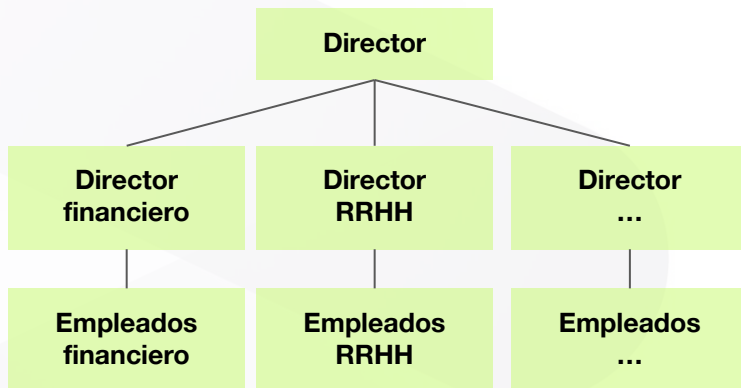 Director
Director
financiero
Director
RRHH
Director
…
Empleados
financiero
Empleados
RRHH
Empleados
…